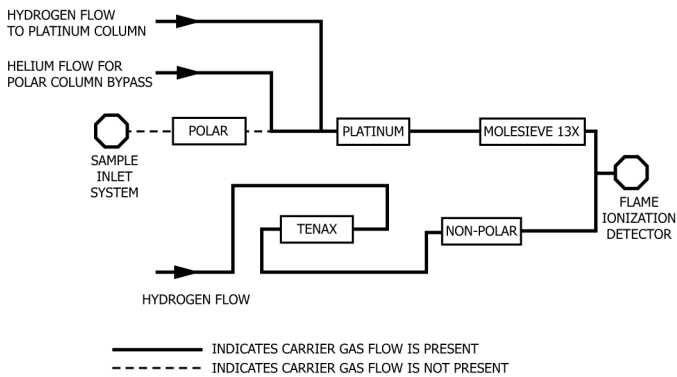 HYDROGEN FLOW
TO PLATINUM COLUMN
HELIUM FLOW FOR
POLAR COLUMN BYPASS
POLAR
PLATINUM
MOLESIEVE 13X
SAMPLE
INLET
SYSTEM
FLAME
IONIZATION
DETECTOR
TENAX
NON-POLAR
HYDROGEN FLOW
INDICATES CARRIER GAS FLOW IS PRESENT
INDICATES CARRIER GAS FLOW IS NOT PRESENT